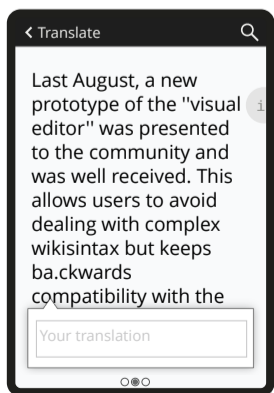 Translate
Last August, a new
prototype of the ''visual
editor'' was presented
to the community and
was well received. This
allows users to avoid
dealing with complex
wikisintax but keeps
ba.ckwards
compatibility with the
Your translation
i